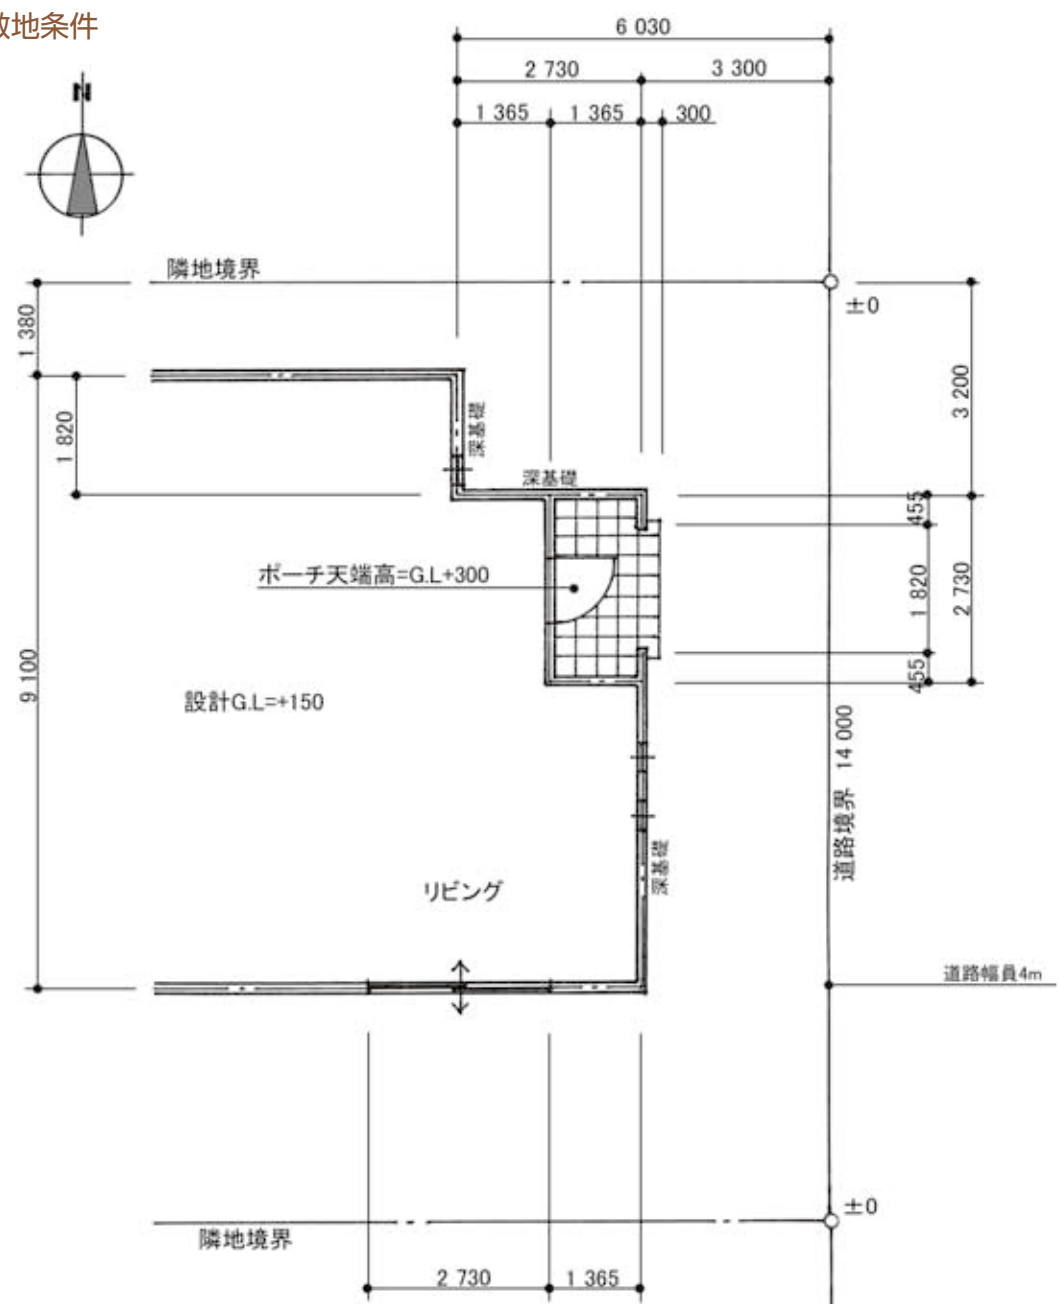 敷地条件
6 030
2 730
3 300
1 365
1 365
300
N
隣地境界
±0
1 380
3 200
1 820
深基礎
深基礎
455
ポーチ天端高=G.L+300
1 820
2 730
9 100
455
設計G.L=+150
道路境界 14 000
深基礎
リビング
道路幅員4m
±0
隣地境界
2 730
1 365